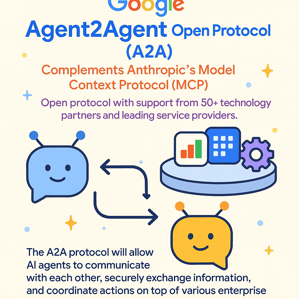 Google
Agent2Agent Open Protocol
(A2A)
Complements Anthropic's Model
Context Protocol (MCP)
Open protocol with support from 50+ technology
partners and leading service providers.
The A2A protocol will allow
AI agents to communicate
with each other, securely exchange information,
and coordinate actions on top of various enterprise